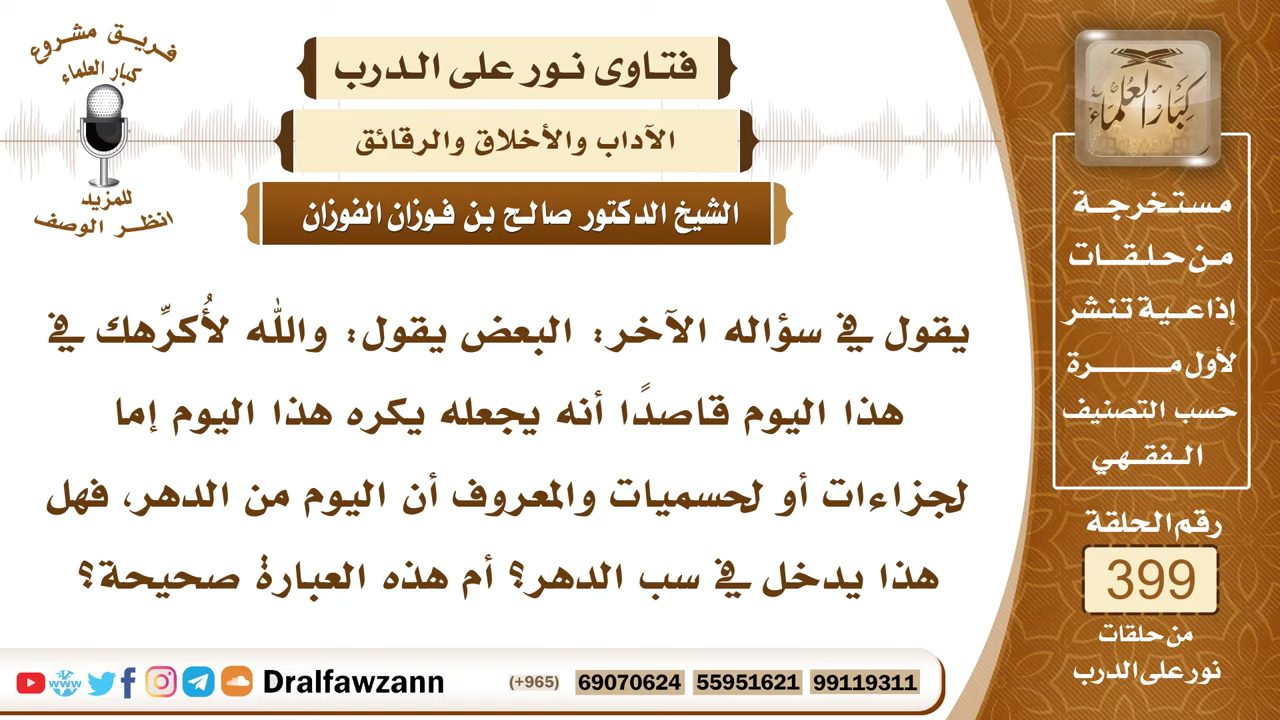 فريق مشروع
كبار العلماء
للمزيد
انظر الوصف
فتاوى نور على الدرب
الآداب والأخلاق والرقائق
الشيخ الدكتور صالح بن فوزان الفوزان
يقول في سؤاله الآخر: البعض يقول: والله لأُكرِّهك في
هذا اليوم قاصدًا أنه يجعله يكره هذا اليوم إما
لجزاءات أو لحسميات والمعروف أن اليوم من الدهر، فهل
هذا يدخل في سب الدهر؟ أم هذه العبارةُ صحيحة؟
كبار العلماء
مستخرجة
من حلقات
إذاعية تنشر
لأول مرة
حسب التصنيف
الفقهي
رقم الحلقة
399
من حلقات
نور على الدرب
www
Dralfawzann
(+965) 69070624 55951621 99119311